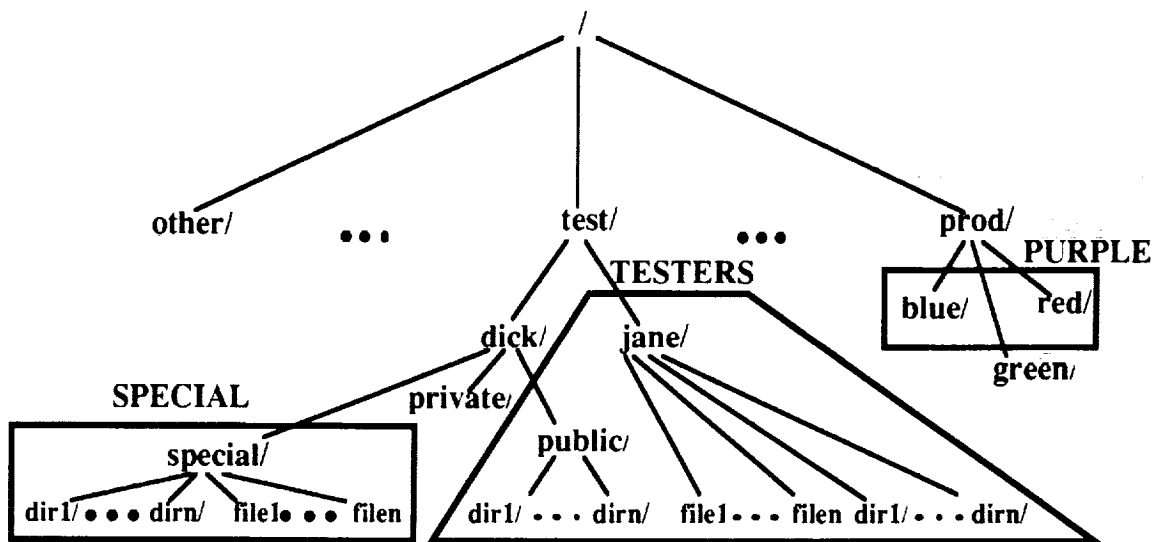 /
other/ ••• test/ ••• prod/
TESTERS PURPLE
blue/ red/
dick/ jane/
green/
SPECIAL private/
special/ public/
dir1/ ••• dirn/ file1 ••• filen dir1/ ... dirn/ file1 ... filen dir1/ ... dirn/